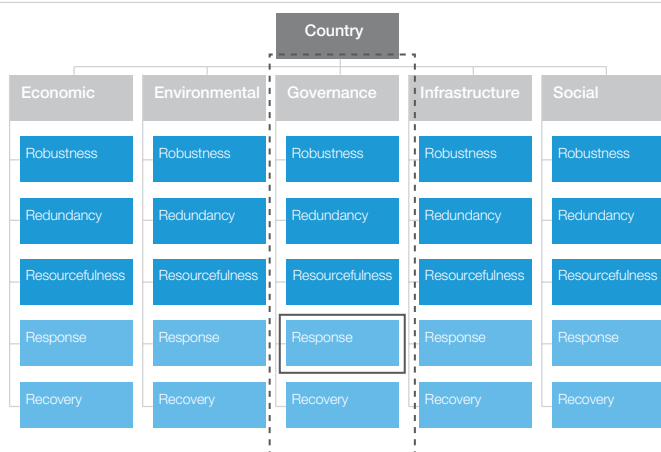 Country
Economic Environmental Governance Infrastructure Social
Robustness Robustness Robustness Robustness Robustness
Redundancy Redundancy Redundancy Redundancy Redundancy
Resourcefulness Resourcefulness Resourcefulness Resourcefulness Resourcefulness
Response Response Response Response Response
Recovery Recovery Recovery Recovery Recovery